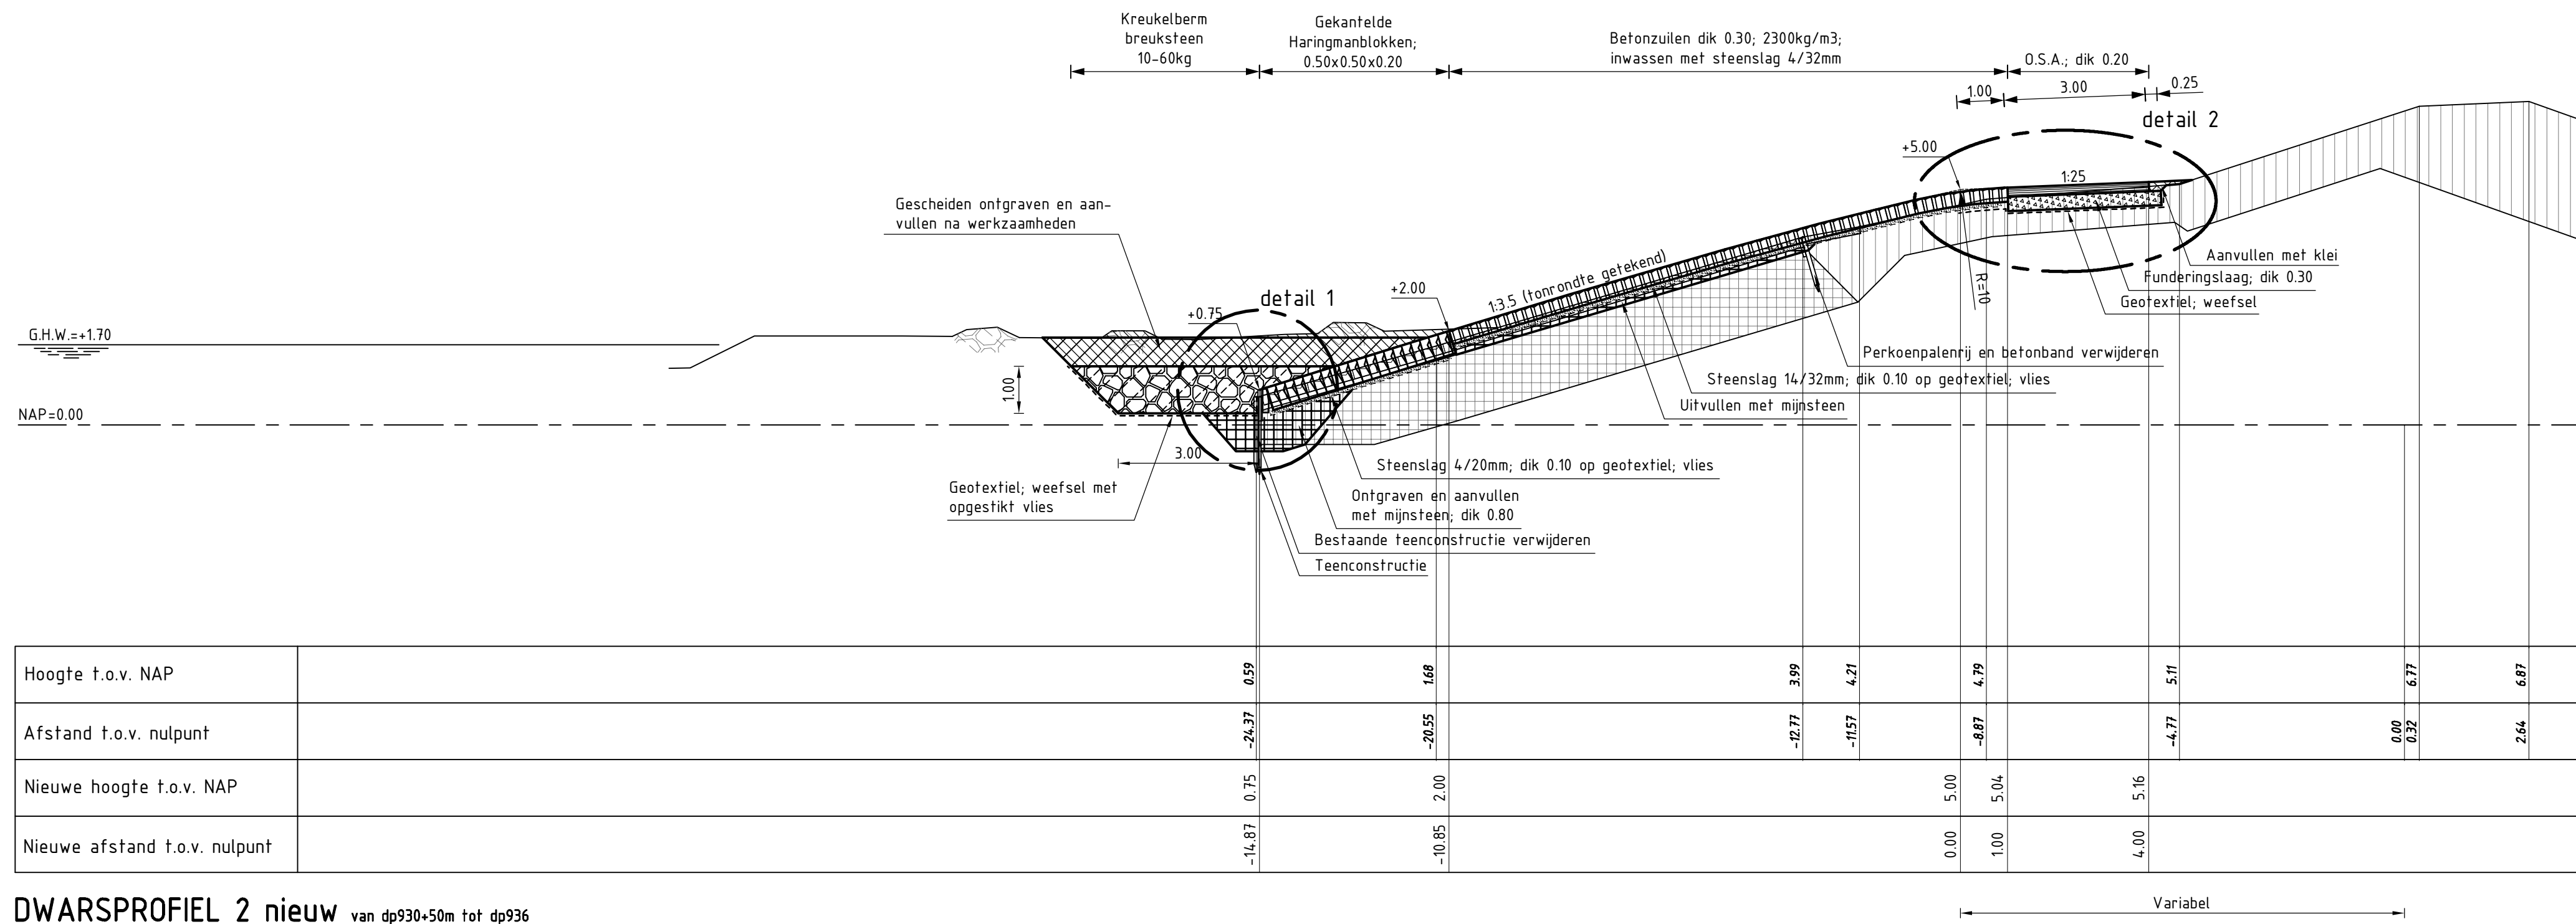 Kreukelberm
breuksteen
10-60kg
Gekantelde
Haringmanblokken;
0.50x0.50x0.20
Betonzuilen dik 0.30; 2300kg/m3;
inwassen met steenslag 4/32mm
O.S.A.; dik 0.20
1.00
3.00
0.25
detail 2
+5.00
1:25
Gescheiden ontgraven en aan-
vullen na werkzaamheden
1:3.5 (tonrondte getekend)
R=10
Aanvullen met klei
Funderingslaag; dik 0.30
Geotextiel; weefsel
detail 1
+2.00
+0.75
G.H.W.=+1.70
1.00
NAP=0.00
Perkoenpalenrij en betonband verwijderen
Steenslag 14/32mm; dik 0.10 op geotextiel; vlies
Uitvullen met mijnsteen
3.00
Steenslag 4/20mm; dik 0.10 op geotextiel; vlies
Geotextiel; weefsel met
opgestikt vlies
Ontgraven en aanvullen
met mijnsteen; dik 0.80
Bestaande teenconstructie verwijderen
Teenconstructie
Hoogte t.o.v. NAP
0.59
1.68
3.99
4.21
4.79
5.11
6.77
6.87
Afstand t.o.v. nulpunt
-24.37
-20.55
-12.77
-11.57
-8.87
-4.77
0.00
0.32
2.64
Nieuwe hoogte t.o.v. NAP
0.75
2.00
5.00
5.04
5.16
Nieuwe afstand t.o.v. nulpunt
-14.87
-10.85
0.00
1.00
4.00
DWARSPROFIEL 2 nieuw van dp930+50m tot dp936
Variabel